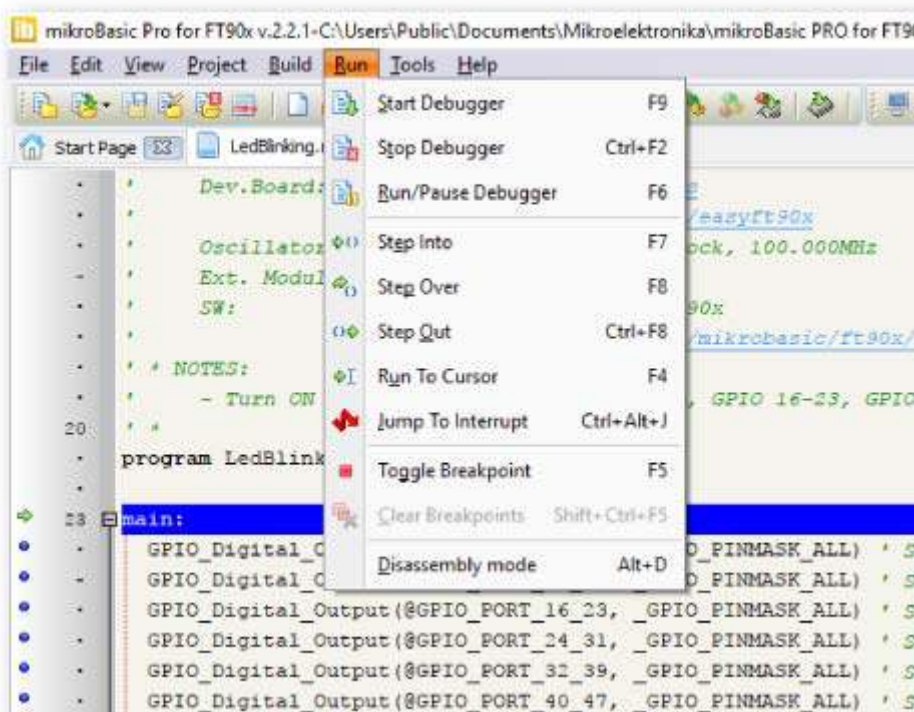 mikroBasic Pro for FT90x v.2.2.1-C:\Users\Public\Documents\Mikroelektronika\mikroBasic PRO for FT90
File Edit View Project Build Run Tools Help
Start Debugger F9
Start Page LedBlinking. Stop Debugger Ctrl+F2
' Dev.Board: Run/Pause Debugger F6
' /easyft90x
' Oscillator Step Into F7 ock, 100.000MHz
' Ext. Modul Step Over F8
' SW: 90x
' Step Out Ctrl+F8 /mikrobasic/ft90x/
' * NOTES: Run To Cursor F4
' - Turn ON Jump To Interrupt Ctrl+Alt+J , GPIO 16-23, GPIO
20 ' *
program LedBlink Toggle Breakpoint F5
23 main: Clear Breakpoints Shift+Ctrl+F5
GPIO_Digital_O Disassembly mode Alt+D O_PINMASK_ALL) ' S
GPIO_Digital_O O_PINMASK_ALL) ' S
GPIO_Digital_Output(@GPIO_PORT_16_23, _GPIO_PINMASK_ALL) ' S
GPIO_Digital_Output(@GPIO_PORT_24_31, _GPIO_PINMASK_ALL) ' S
GPIO_Digital_Output(@GPIO_PORT_32_39, _GPIO_PINMASK_ALL) ' S
GPIO_Digital_Output(@GPIO_PORT_40_47, _GPIO_PINMASK_ALL) ' S